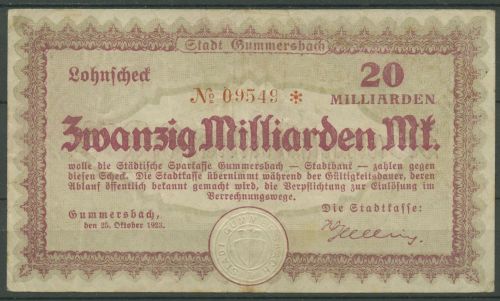 Stadt Gummersbach
Lohnscheck
20
MILLIARDEN
No 09549 *
Zwanzig Milliarden Mk.
wolle die Städtische Sparkasse Gummersbach — Stadtbank — zahlen gegen
diesen Scheck. Die Stadtkasse übernimmt während der Gültigkeitsdauer, deren
Ablauf öffentlich bekannt gemacht wird, die Verpflichtung zur Einlösung im
Verrechnungswege.
Gummersbach,
den 25. Oktober 1923.
Die Stadtkasse:
STADT GUMMERSBACH